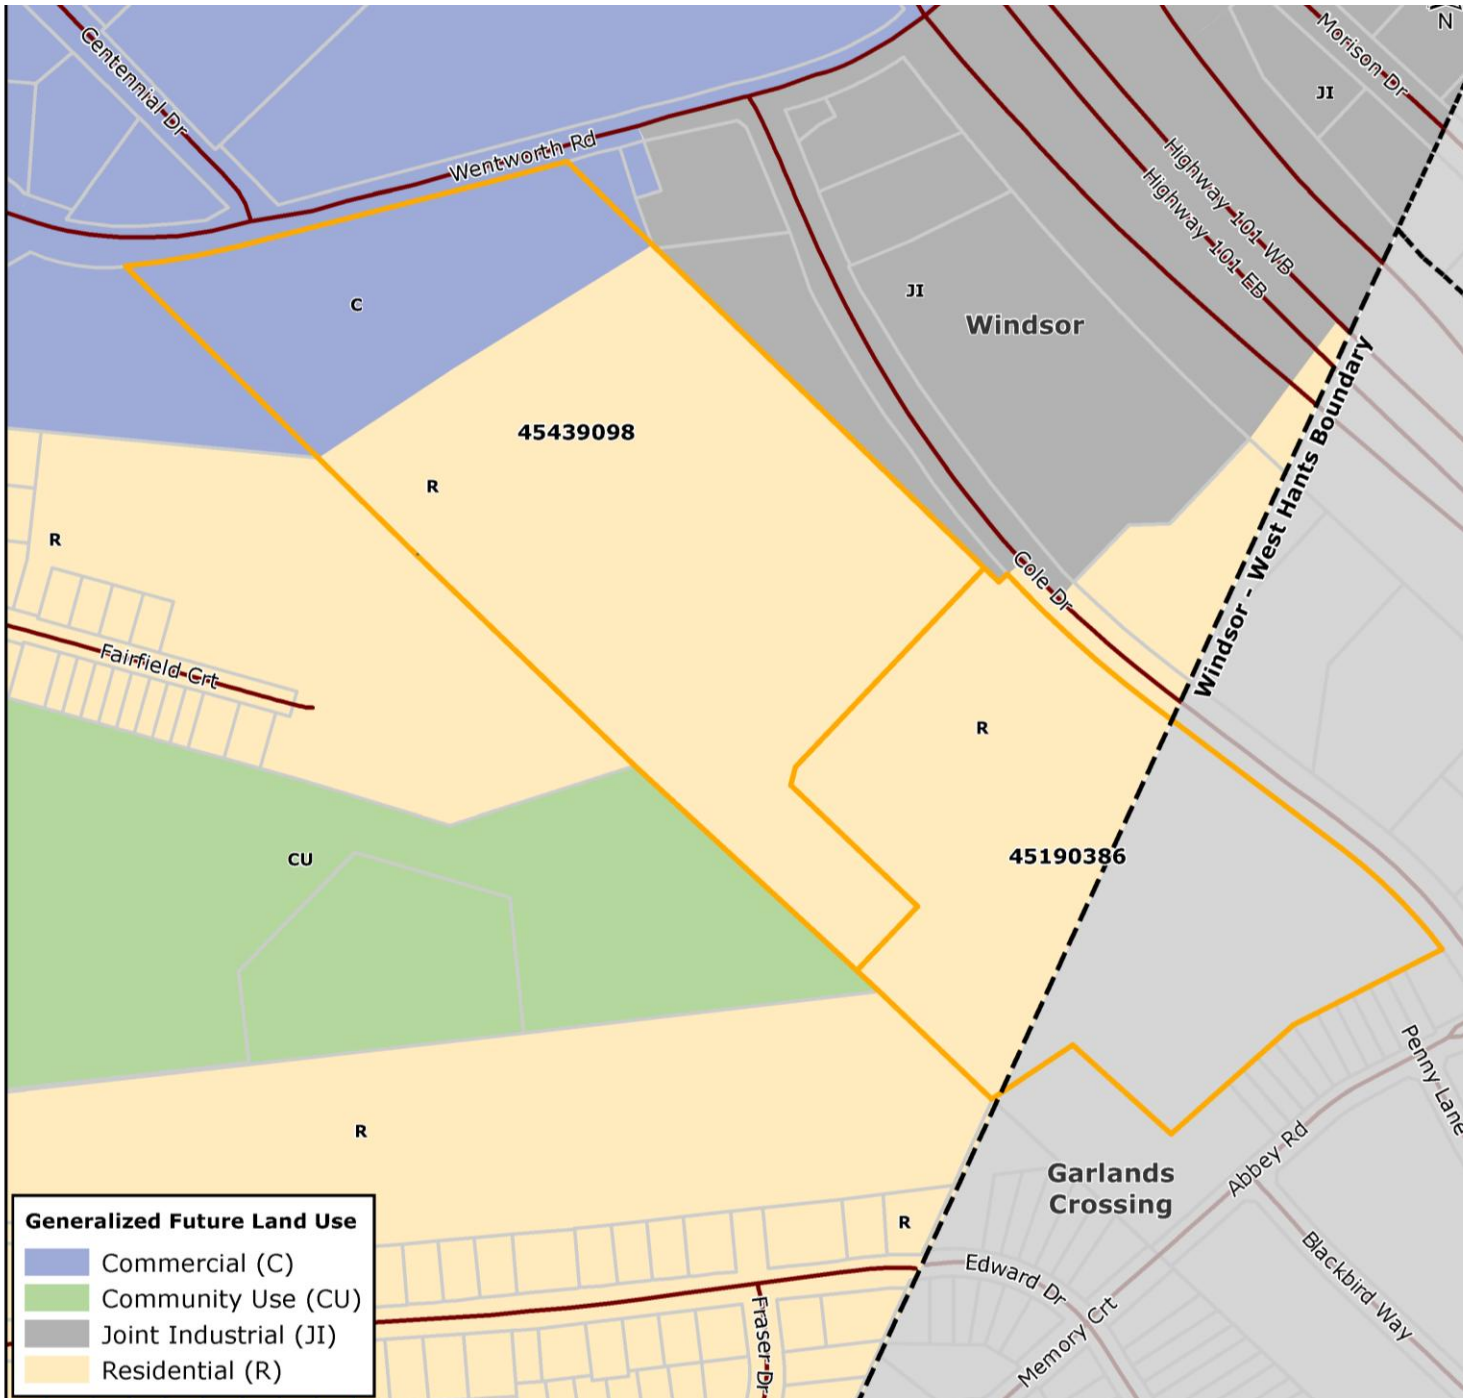 Centennial Dr
Wentworth Rd
Morison Dr
N
JI
Highway 101 WB
Highway 101 EB
C
JI
Windsor
45439098
R
R
Windsor - West Hants Boundary
Cole Dr
Fairfield Crt
R
CU
45190386
Penny Lane
R
Garlands
Crossing
Abbey Rd
R
Edward Dr
Blackbird Way
Memory Crt
Fraser Dr
Generalized Future Land Use
Commercial (C)
Community Use (CU)
Joint Industrial (JI)
Residential (R)